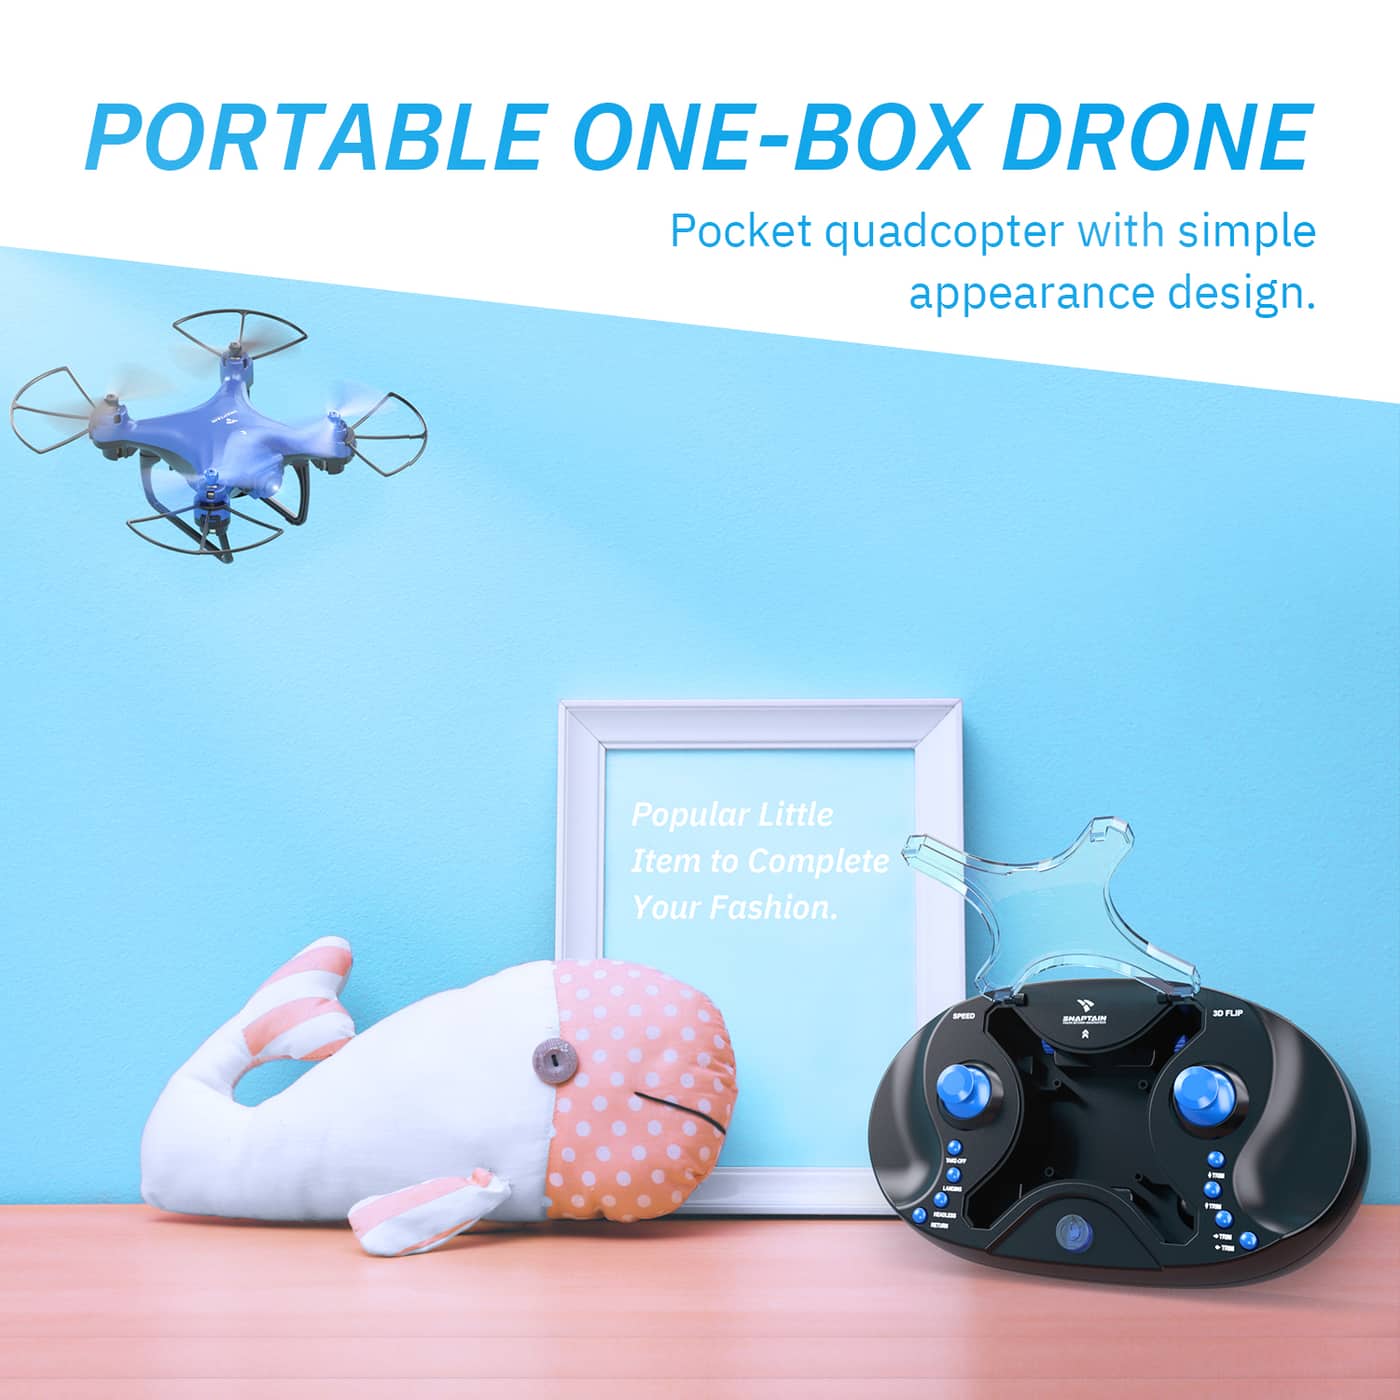 PORTABLE ONE-BOX DRONE
Pocket quadcopter with simple
appearance design.
SNAPTAIN
Popular Little
Item to Complete
Your Fashion.
SPEED
SNAPTAIN
3D FLIP
TAKE-OFF
LANDING
HEADLESS
RETURN
TRIM
TRIM
TRIM
TRIM